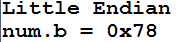 Little Endian
num.b = 0x78